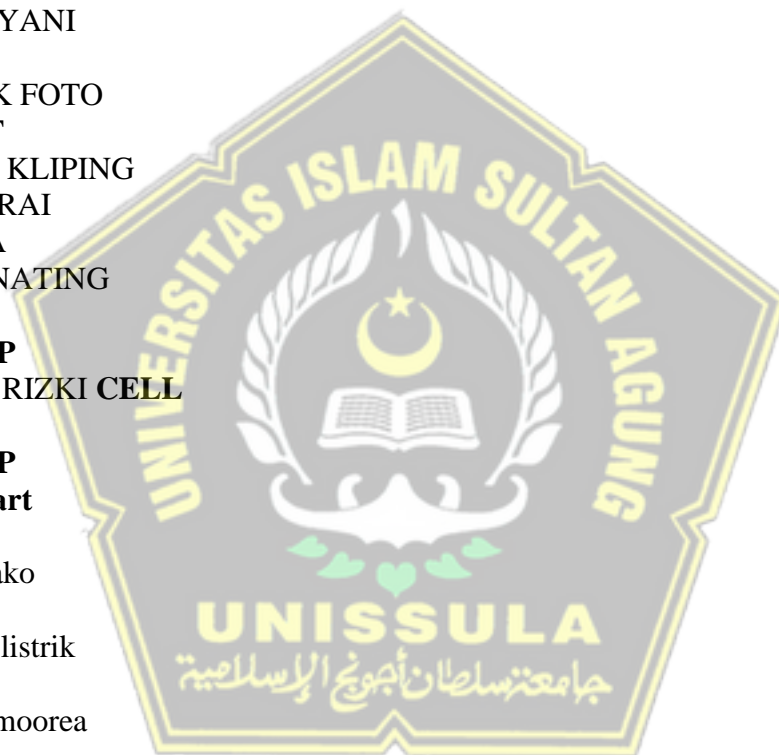 YANI
K FOTO
T
KLIPING
RAI
A
NATING
P
RIZKI CELL
P
art
ako
listrik
moorea
UNIVERSITAS ISLAM SULTAN AGUNG
UNISSULA
جامعة سلطان أجونج الإسلامية